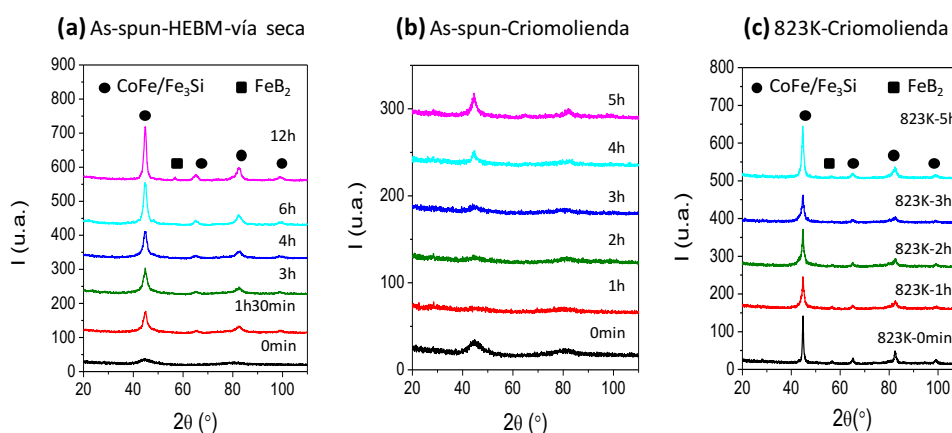 (a) As-spun-HEBM-vía seca
900
800
700
600
500
400
300
200
100
0
I (u.a.)
CoFe/Fe₃Si
FeB₂
12h
6h
4h
3h
1h30min
0min
20 40 60 80 100
2θ (°)
(b) As-spun-Criomolienda
300
200
100
0
I (u.a.)
5h
4h
3h
2h
1h
0min
20 40 60 80 100
2θ (°)
(c) 823K-Criomolienda
800
700
600
500
400
300
200
100
0
I (u.a.)
CoFe/Fe₃Si
FeB₂
823K-5h
823K-3h
823K-2h
823K-1h
823K-0min
20 40 60 80 100
2θ(°)